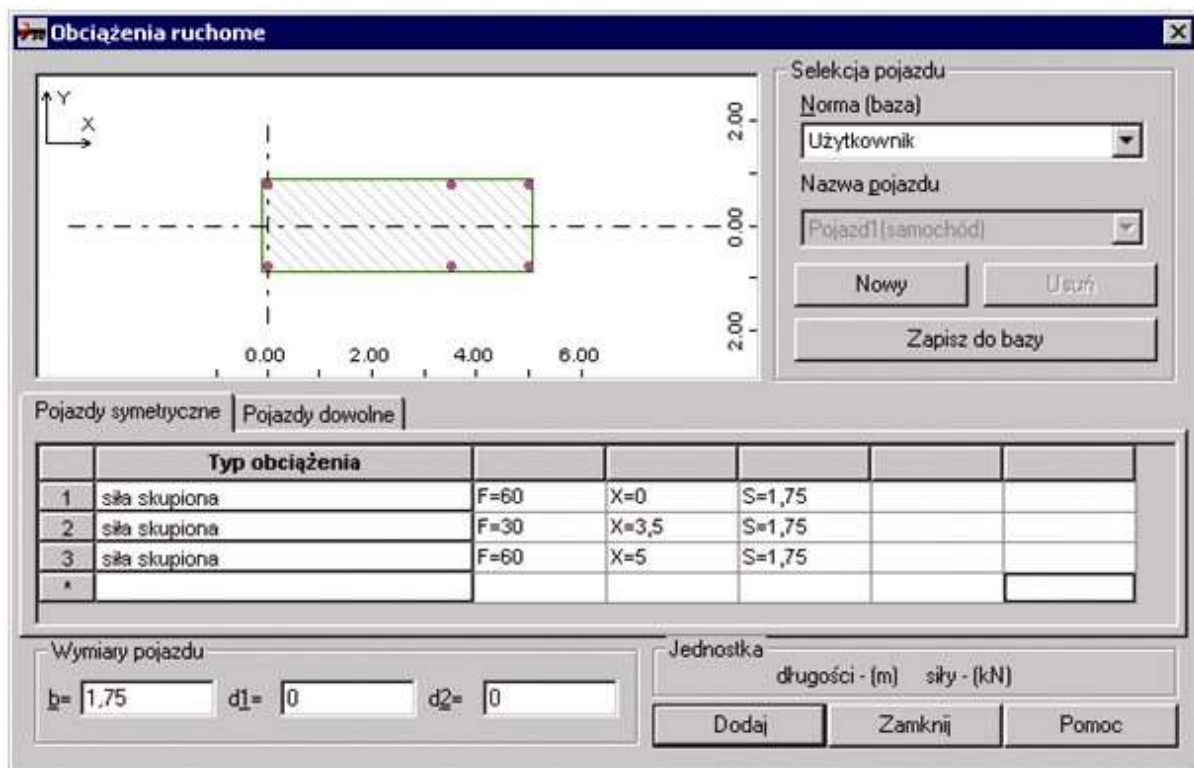 Obciążenia ruchome
Y
X
2.00
0.00
2.00
0.00 2.00 4.00 6.00
Selekcja pojazdu
Norma (baza)
Użytkownik
Nazwa pojazdu
Pojazd1(samochód)
Nowy Usuń
Zapisz do bazy
Pojazdy symetryczne Pojazdy dowolne
Typ obciążenia
1 siła skupiona F=60 X=0 S=1,75
2 siła skupiona F=30 X=3,5 S=1,75
3 siła skupiona F=60 X=5 S=1,75
*
Wymiary pojazdu
b= 1,75 d1= 0 d2= 0
Jednostka
długości - (m) siły - (kN)
Dodaj Zamknij Pomoc